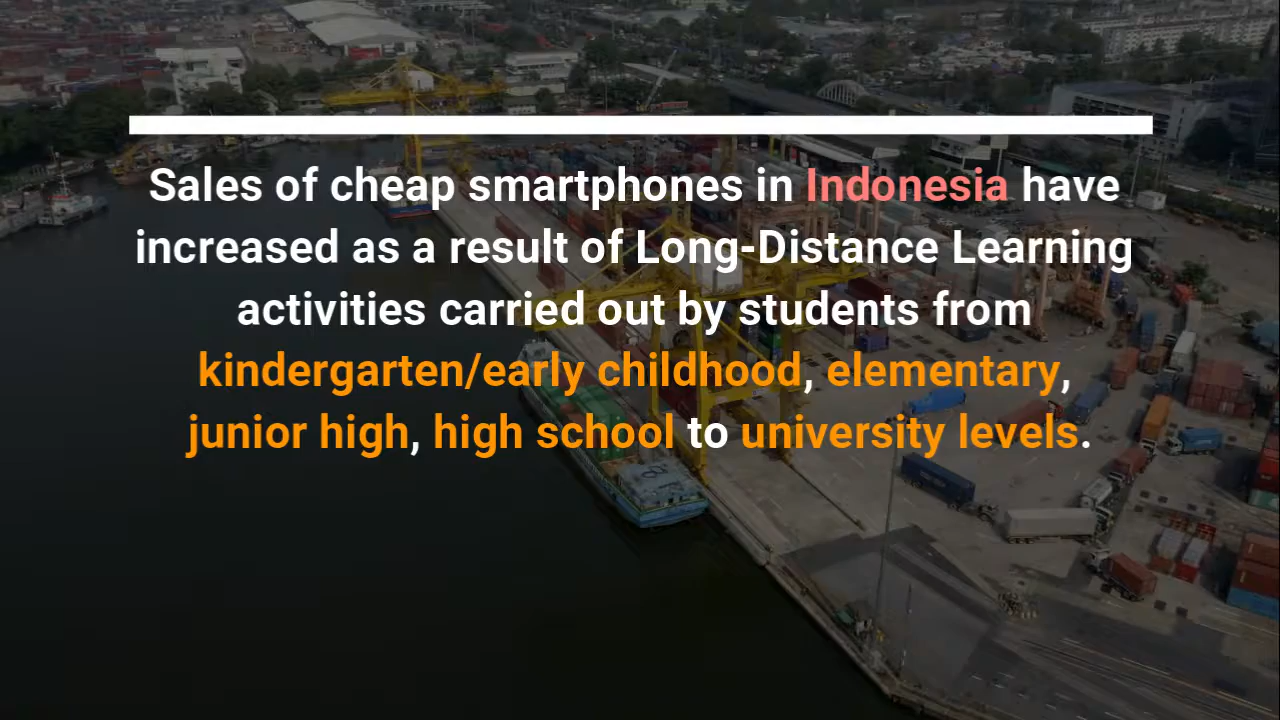 Sales of cheap smartphones in Indonesia have
increased as a result of Long-Distance Learning
activities carried out by students from
kindergarten/early childhood, elementary,
junior high, high school to university levels.